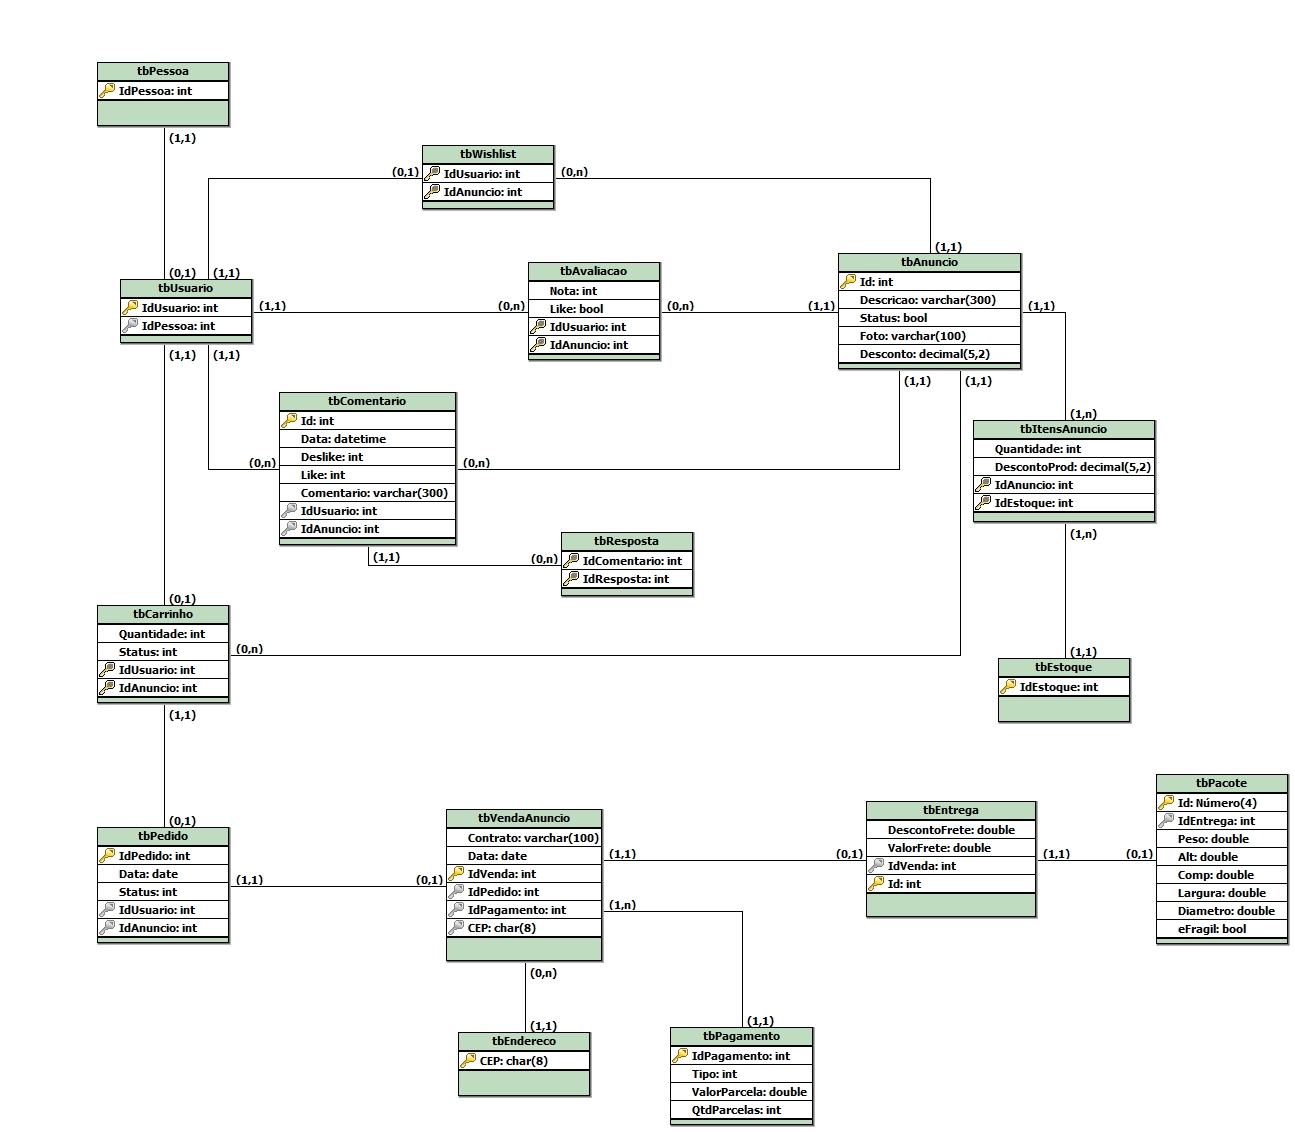 tbPessoa
IdPessoa: int
(1,1)
tbWishlist
IdUsuario: int
IdAnuncio: int
(0,1)
(0,n)
(1,1)
(0,1)
(1,1)
tbUsuario
IdUsuario: int
IdPessoa: int
(1,1)
(1,1)
(1,1)
tbAvaliacao
Nota: int
Like: bool
IdUsuario: int
IdAnuncio: int
(0,n)
(0,n)
tbAnuncio
Id: int
Descricao: varchar(300)
Status: bool
Foto: varchar(100)
Desconto: decimal(5,2)
(1,1)
(1,1)
(1,1)
(1,1)
tbComentario
Id: int
Data: datetime
Deslike: int
Like: int
Comentario: varchar(300)
IdUsuario: int
IdAnuncio: int
(0,n)
(0,n)
(1,1)
(1,n)
tbItensAnuncio
Quantidade: int
DescontoProd: decimal(5,2)
IdAnuncio: int
IdEstoque: int
(1,n)
tbResposta
IdComentario: int
IdResposta: int
(0,n)
(0,1)
tbCarrinho
Quantidade: int
Status: int
IdUsuario: int
IdAnuncio: int
(0,n)
(1,1)
(1,1)
tbEstoque
IdEstoque: int
(0,1)
tbPedido
IdPedido: int
Data: date
Status: int
IdUsuario: int
IdAnuncio: int
(1,1)
(0,1)
tbVendaAnuncio
Contrato: varchar(100)
Data: date
IdVenda: int
IdPedido: int
IdPagamento: int
CEP: char(8)
(1,1)
(1,n)
(0,n)
(0,1)
tbEntrega
DescontoFrete: double
ValorFrete: double
IdVenda: int
Id: int
(1,1)
(0,1)
tbPacote
Id: Número(4)
IdEntrega: int
Peso: double
Alt: double
Comp: double
Largura: double
Diametro: double
eFragil: bool
(1,1)
tbEndereco
CEP: char(8)
(1,1)
tbPagamento
IdPagamento: int
Tipo: int
ValorParcela: double
QtdParcelas: int